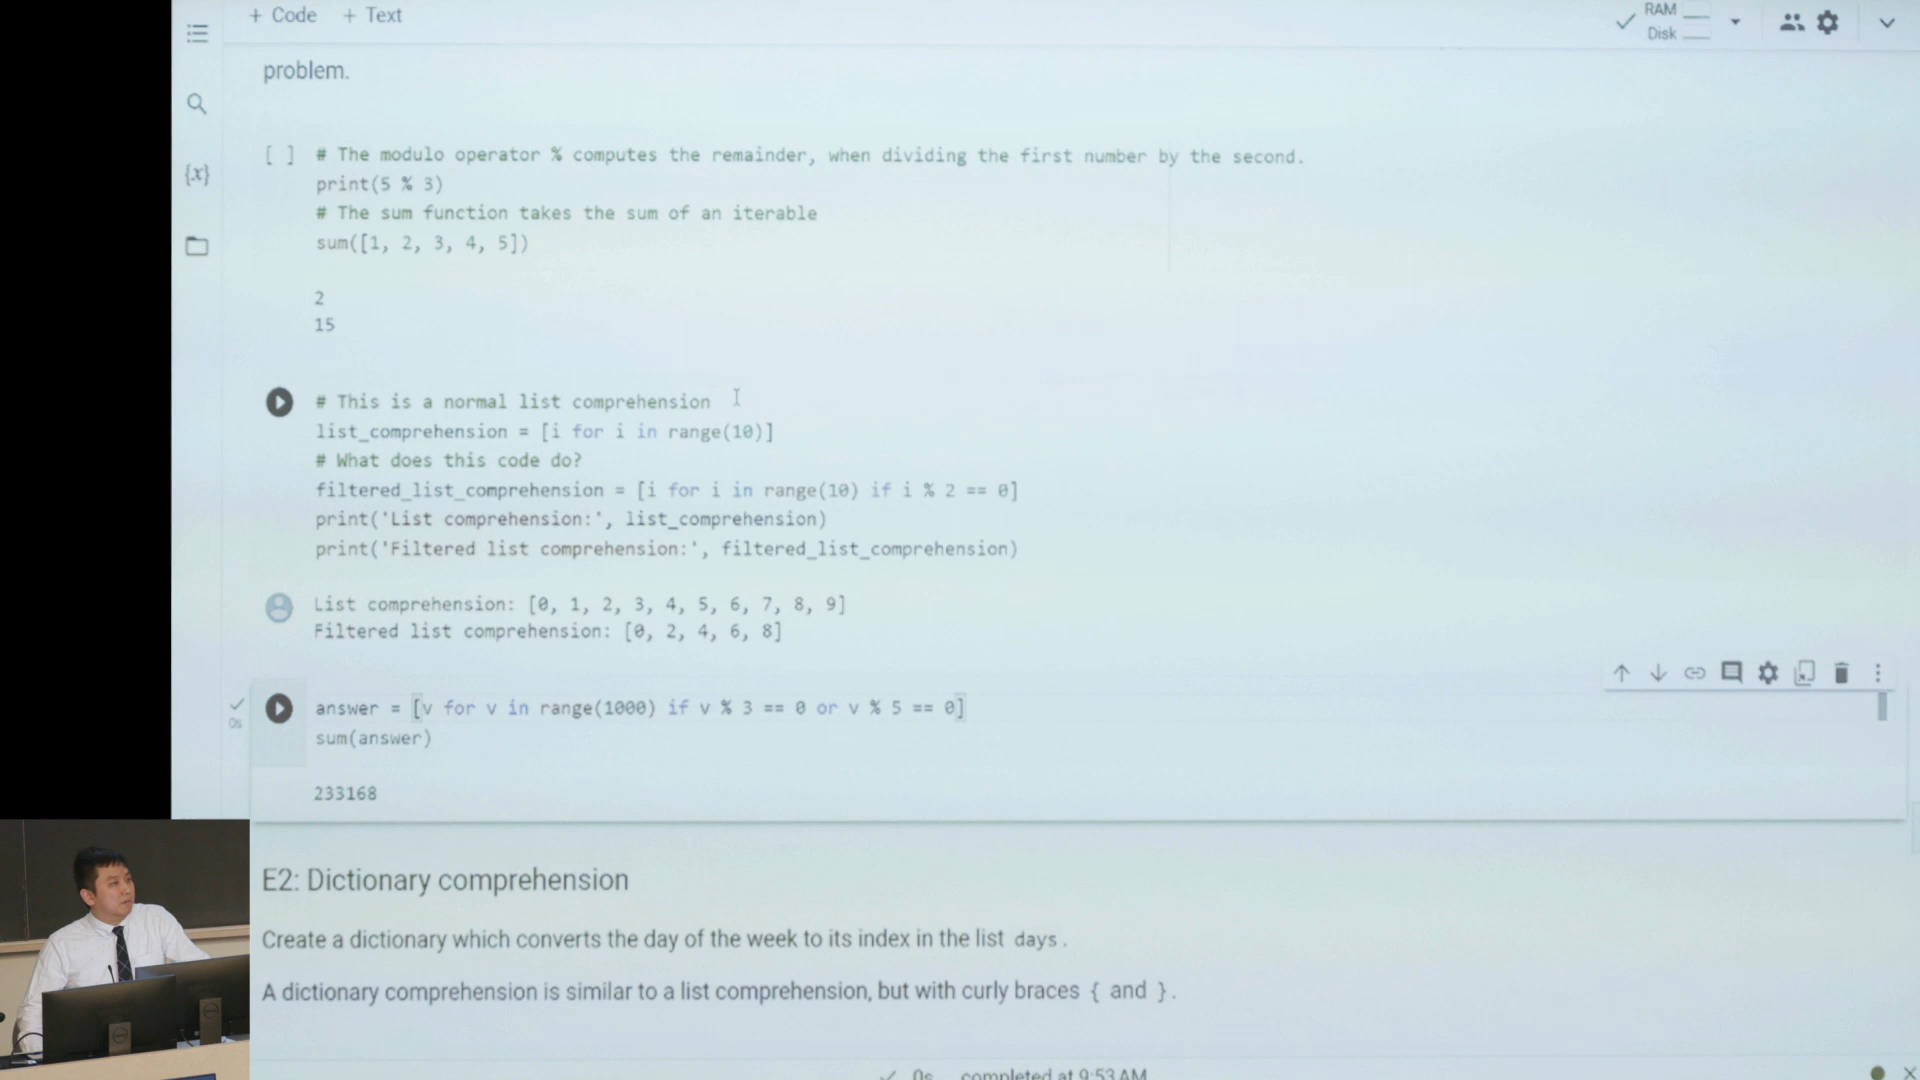 + Code + Text
RAM
Disk
problem.
[ ] # The modulo operator % computes the remainder, when dividing the first number by the second.
print(5 % 3)
# The sum function takes the sum of an iterable
sum([1, 2, 3, 4, 5])
2
15
# This is a normal list comprehension
list_comprehension = [i for i in range(10)]
# What does this code do?
filtered_list_comprehension = [i for i in range(10) if i % 2 == 0]
print('List comprehension:', list_comprehension)
print('Filtered list comprehension:', filtered_list_comprehension)
List comprehension: [0, 1, 2, 3, 4, 5, 6, 7, 8, 9]
Filtered list comprehension: [0, 2, 4, 6, 8]
answer = [v for v in range(1000) if v % 3 == 0 or v % 5 == 0]
0s
sum(answer)
233168
E2: Dictionary comprehension
Create a dictionary which converts the day of the week to its index in the list days.
A dictionary comprehension is similar to a list comprehension, but with curly braces { and }.
0s completed at 9:53 AM